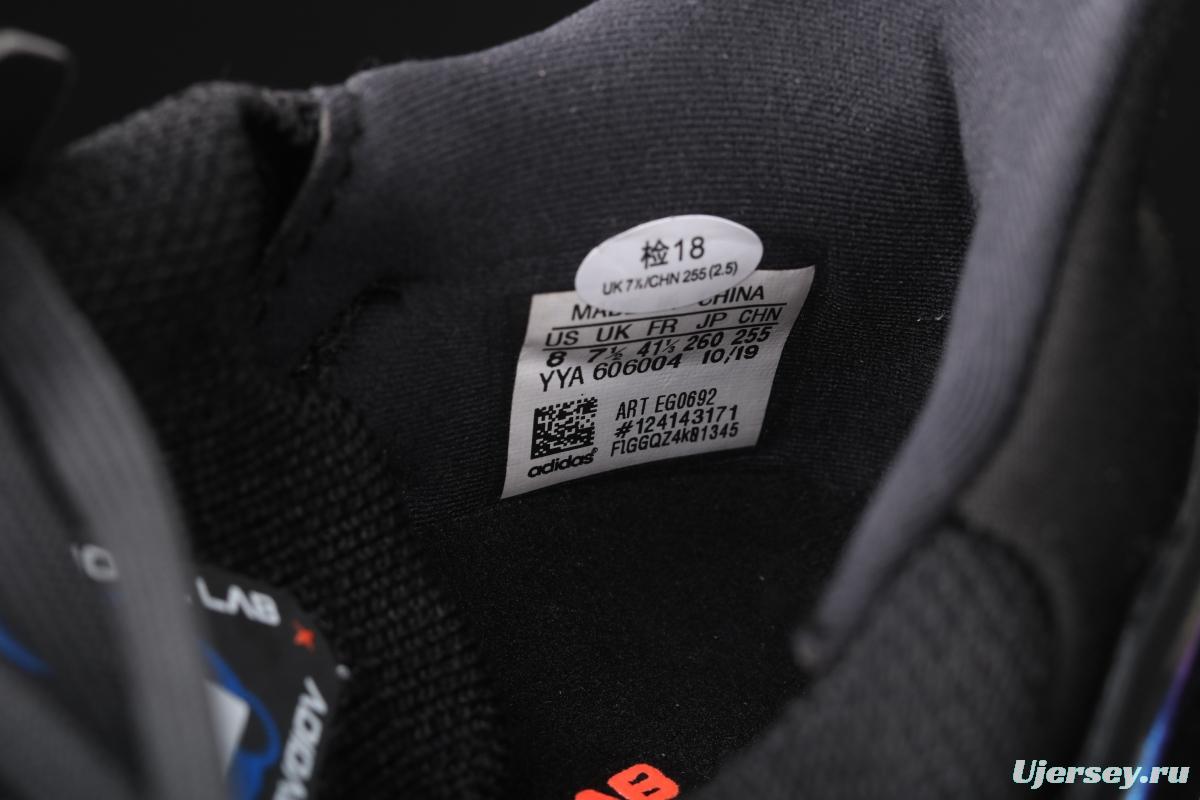 检18
UK 7½/CHN 255 (2.5)
CHINA
US UK FR JP CHN
8 7½ 41⅓ 260 255
YYA 606004 10/19
ART EG0692
#124143171
adidas
LAB
AB
Ujersey.ru